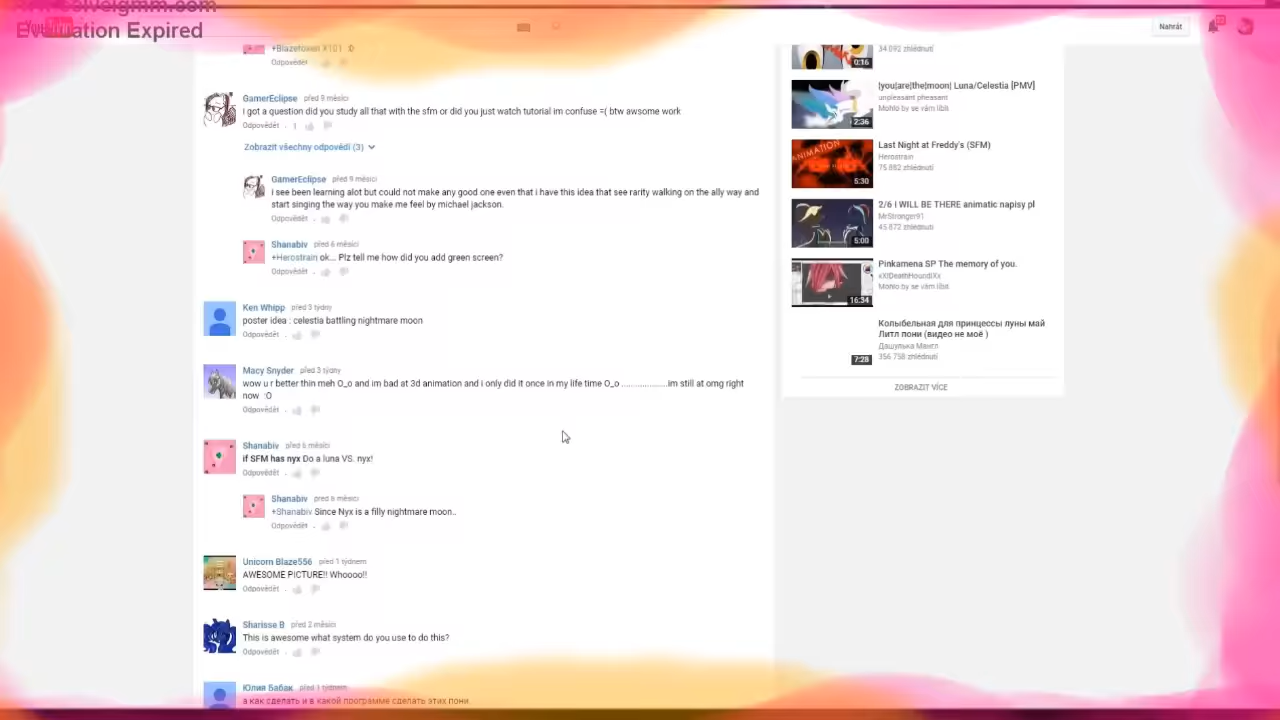 Evaluation Expired
Nahrát
22
+Blazetoven X101 :D
Odpovědět
GamerEclipse před 9 měsíci
i got a question did you study all that with the sfm or did you just watch tutorial im confuse =( btw awsome work
Odpovědět . 1
Zobrazit všechny odpovědi (3)
GamerEclipse před 9 měsíci
i see been learning alot but could not make any good one even that i have this idea that see rarity walking on the ally way and
start singing the way you make me feel by michael jackson.
Odpovědět .
Shanabiv před 6 měsíci
+Herostrain ok... Plz tell me how did you add green screen?
Odpovědět .
Ken Whipp před 3 týdny
poster idea : celestia battling nightmare moon
Odpovědět .
Macy Snyder před 3 týdny
wow u r better thin meh O_o and im bad at 3d animation and i only did it once in my life time O_o ...................im still at omg right
now :O
Odpovědět .
Shanabiv před 6 měsíci
if SFM has nyx Do a luna VS. nyx!
Odpovědět .
Shanabiv před 6 měsíci
+Shanabiv Since Nyx is a filly nightmare moon..
Odpovědět .
Unicorn Blaze556 před 1 týdnem
AWESOME PICTURE!! Whoooo!!
Odpovědět .
Sharisse B před 2 měsíci
This is awesome what system do you use to do this?
Odpovědět .
Юлия Бабак před 1 týdnem
а как сделать и в какой программе сделать этих пони
34 092 zhlédnutí
0:16
|you|are|the|moon| Luna/Celestia [PMV]
unpleasant pheasant
Mohlo by se vám líbit
2:36
Last Night at Freddy's (SFM)
Herostrain
75 882 zhlédnutí
ANIMATION
5:30
2/6 I WILL BE THERE animatic napisy pl
MrStronger91
45 872 zhlédnutí
5:00
Pinkamena SP The memory of you.
xXtDeathHoundiXx
Mohlo by se vám líbit
16:34
Колыбельная для принцессы луны май
Литл пони (видео не моё )
Дашулька Мангл
356 758 zhlédnutí
7:28
ZOBRAZIT VÍCE